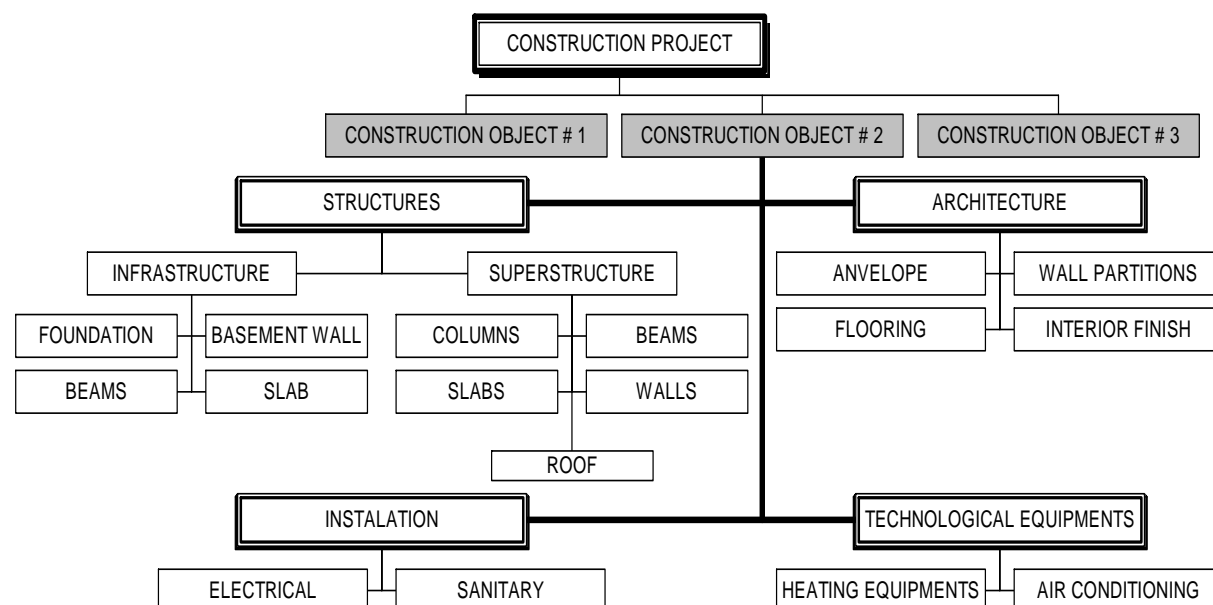 CONSTRUCTION PROJECT
CONSTRUCTION OBJECT # 1
CONSTRUCTION OBJECT # 2
CONSTRUCTION OBJECT # 3
STRUCTURES
ARCHITECTURE
INFRASTRUCTURE
SUPERSTRUCTURE
ANVELOPE
WALL PARTITIONS
FOUNDATION
BASEMENT WALL
COLUMNS
BEAMS
FLOORING
INTERIOR FINISH
BEAMS
SLAB
SLABS
WALLS
ROOF
INSTALATION
TECHNOLOGICAL EQUIPMENTS
ELECTRICAL
SANITARY
HEATING EQUIPMENTS
AIR CONDITIONING